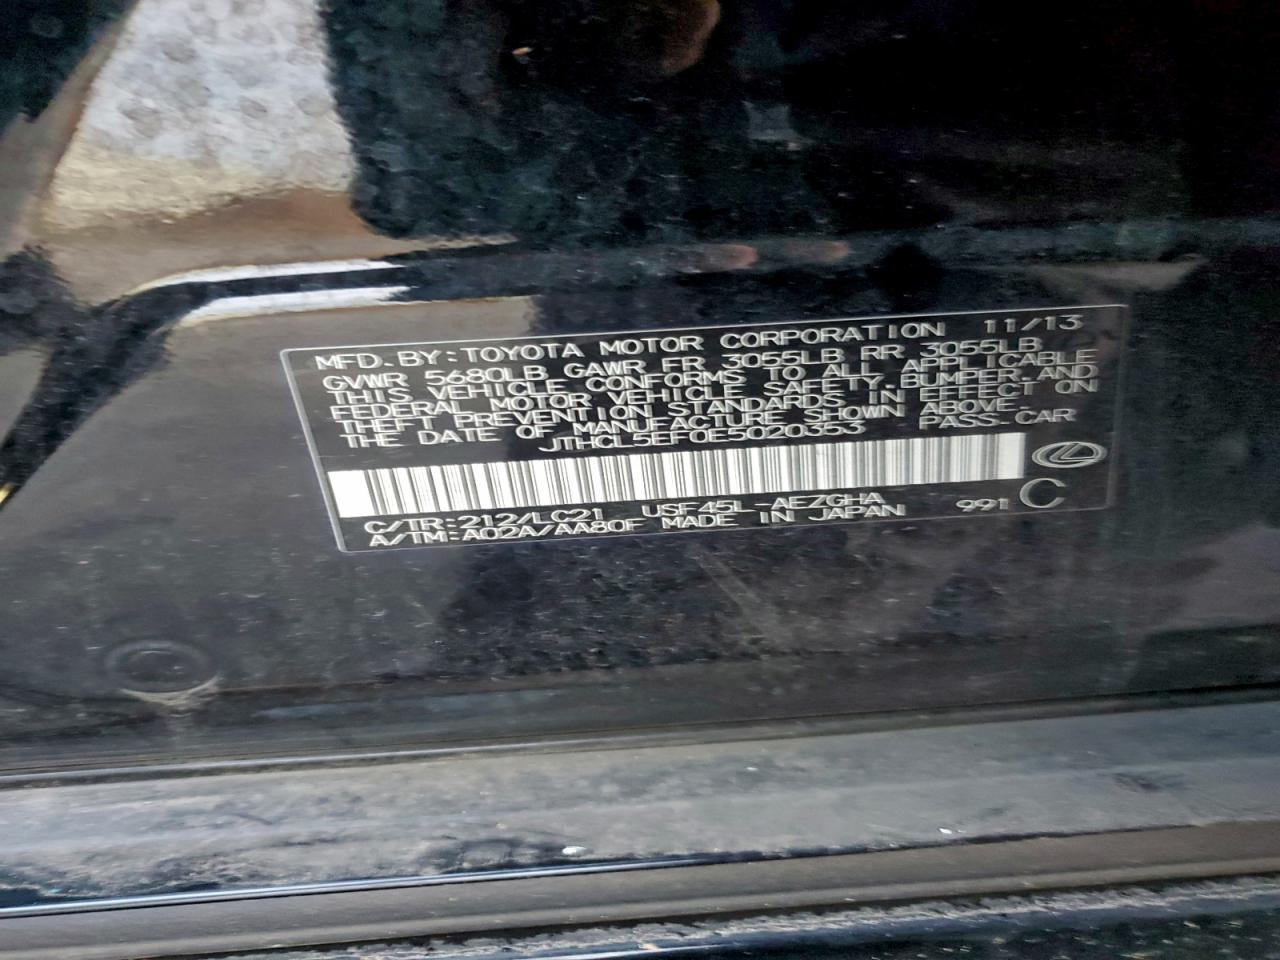 MFD. BY: TOYOTA MOTOR CORPORATION 11/13
GVWR 5680LB GAWR FR 3055LB RR 3055LB
THIS VEHICLE CONFORMS TO ALL APPLICABLE
FEDERAL MOTOR VEHICLE SAFETY, BUMPER, AND
THEFT PREVENTION STANDARDS IN EFFECT ON
THE DATE OF MANUFACTURE SHOWN ABOVE.
JTHCL5EF0E5020353 PASS. CAR
C/TR: 212/LC21 USF45L-AEZGHA
A/TM: A02A/AA80F MADE IN JAPAN 991 C